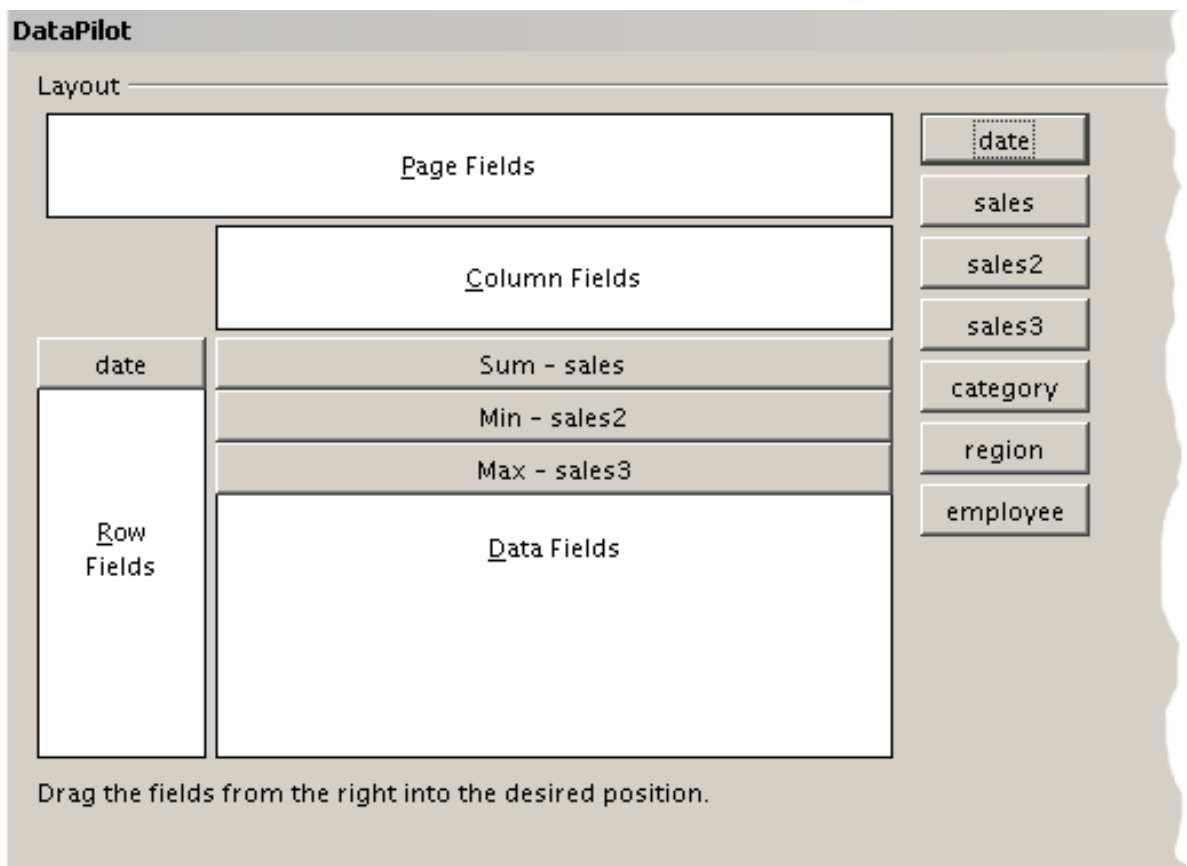 DataPilot
Layout
Page Fields
date
sales
Column Fields
sales2
sales3
date
Sum - sales
category
Min - sales2
region
Max - sales3
employee
Row
Fields
Data Fields
Drag the fields from the right into the desired position.